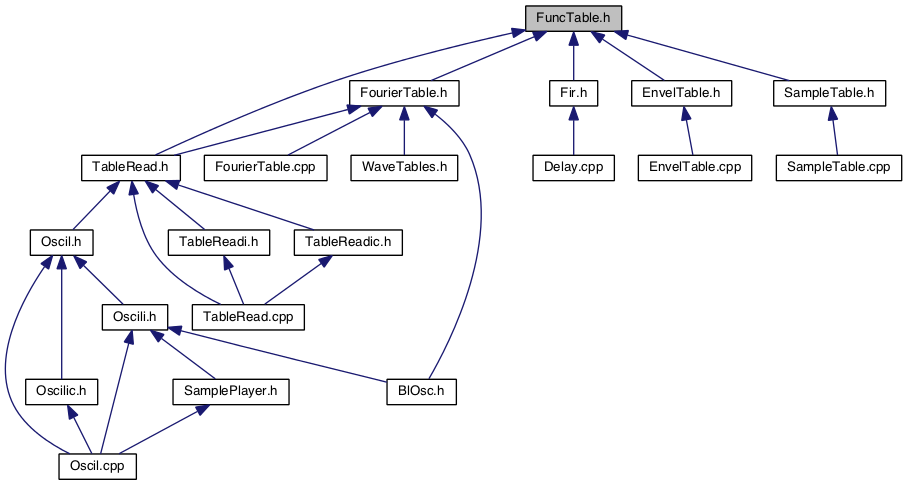 FuncTable.h
FourierTable.h
Fir.h
EnvelTable.h
SampleTable.h
TableRead.h
FourierTable.cpp
WaveTables.h
Delay.cpp
EnvelTable.cpp
SampleTable.cpp
Oscil.h
TableReadi.h
TableReadic.h
Oscili.h
TableRead.cpp
Oscilic.h
SamplePlayer.h
BlOsc.h
Oscil.cpp